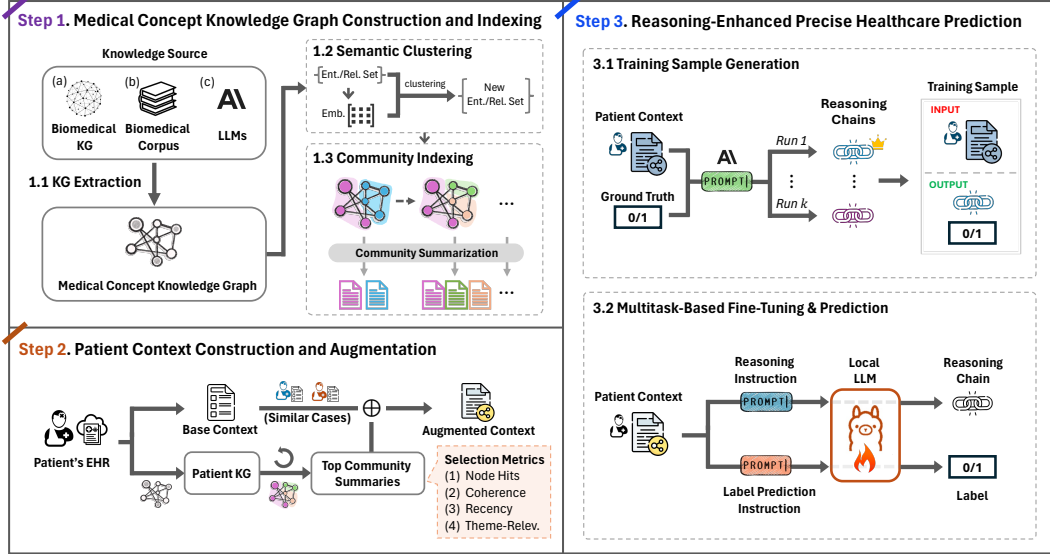 Step 1. Medical Concept Knowledge Graph Construction and Indexing
Knowledge Source
(a)
(b)
(c)
Biomedical
KG
Biomedical
Corpus
LLMs
1.1 KG Extraction
Medical Concept Knowledge Graph
1.2 Semantic Clustering
Ent./Rel. Set
Emb.
clustering
New
Ent./Rel. Set
1.3 Community Indexing
...
Community Summarization
...
Step 2. Patient Context Construction and Augmentation
Patient's EHR
Base Context
(Similar Cases)
Augmented Context
Patient KG
Top Community
Summaries
Selection Metrics
(1) Node Hits
(2) Coherence
(3) Recency
(4) Theme-Relev.
Step 3. Reasoning-Enhanced Precise Healthcare Prediction
3.1 Training Sample Generation
Patient Context
Ground Truth
0/1
PROMPT
Run 1
Run k
Reasoning
Chains
Training Sample
INPUT
OUTPUT
0/1
3.2 Multitask-Based Fine-Tuning & Prediction
Patient Context
Reasoning
Instruction
PROMPT
PROMPT
Label Prediction
Instruction
Local
LLM
Reasoning
Chain
0/1
Label